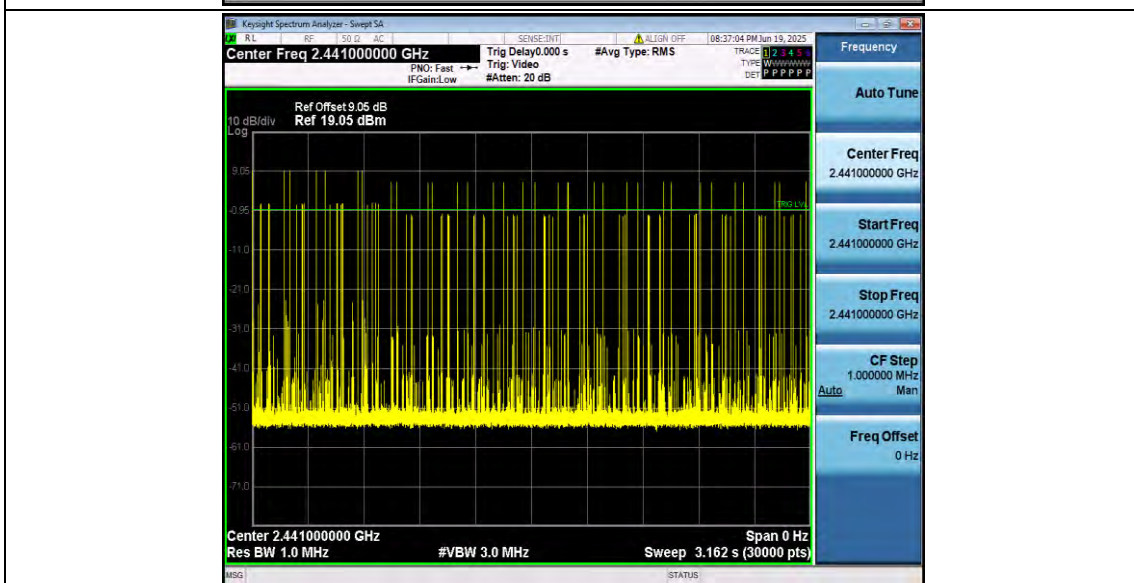 Keysight Spectrum Analyzer - Swept SA
RL RF 50 Ω AC SENSE:INT ALIGN OFF 08:37:04 PM Jun 19, 2025
Center Freq 2.441000000 GHz
PNO: Fast
IFGain:Low
Trig Delay0.000 s
Trig: Video
#Atten: 20 dB
#Avg Type: RMS
TRACE 1 2 3 4 5 6
TYPE WWWWWW
DET P P P P P P
Ref Offset 9.05 dB
10 dB/div Ref 19.05 dBm
Log
9.05
-0.95
TRIG LVL
-11.0
-21.0
-31.0
-41.0
-51.0
-61.0
-71.0
Center 2.441000000 GHz Span 0 Hz
Res BW 1.0 MHz #VBW 3.0 MHz Sweep 3.162 s (30000 pts)
MSG STATUS
Frequency
Auto Tune
Center Freq
2.441000000 GHz
Start Freq
2.441000000 GHz
Stop Freq
2.441000000 GHz
CF Step
1.000000 MHz
Auto Man
Freq Offset
0 Hz